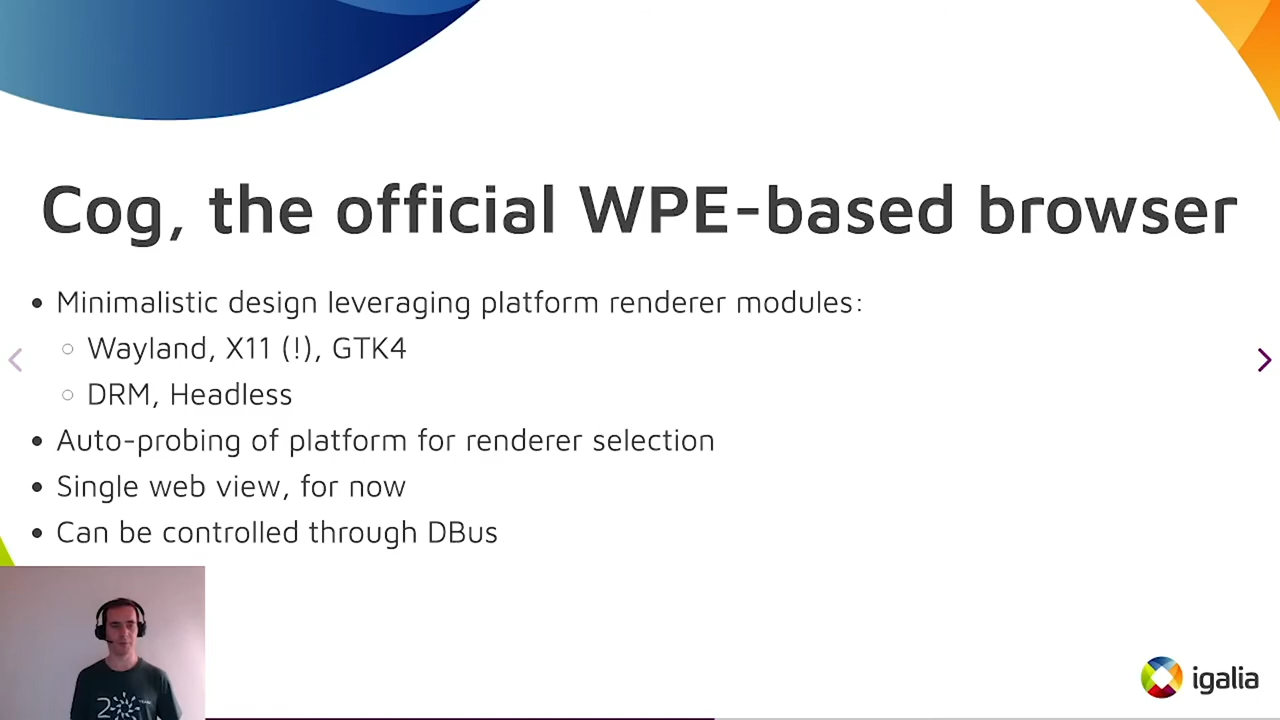 Cog, the official WPE-based browser
Minimalistic design leveraging platform renderer modules:
Wayland, X11 (!), GTK4
DRM, Headless
Auto-probing of platform for renderer selection
Single web view, for now
Can be controlled through DBus
igalia